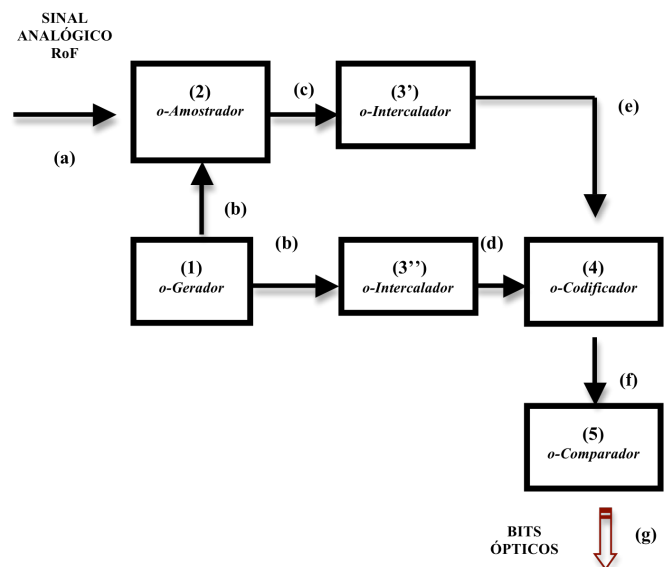 SINAL
ANALÓGICO
RoF
(a)
(2)
o-Amostrador
(c)
(3’)
o-Intercalador
(e)
(b)
(1)
o-Gerador
(b)
(3’’)
o-Intercalador
(d)
(4)
o-Codificador
(f)
(5)
o-Comparador
BITS
ÓPTICOS
(g)